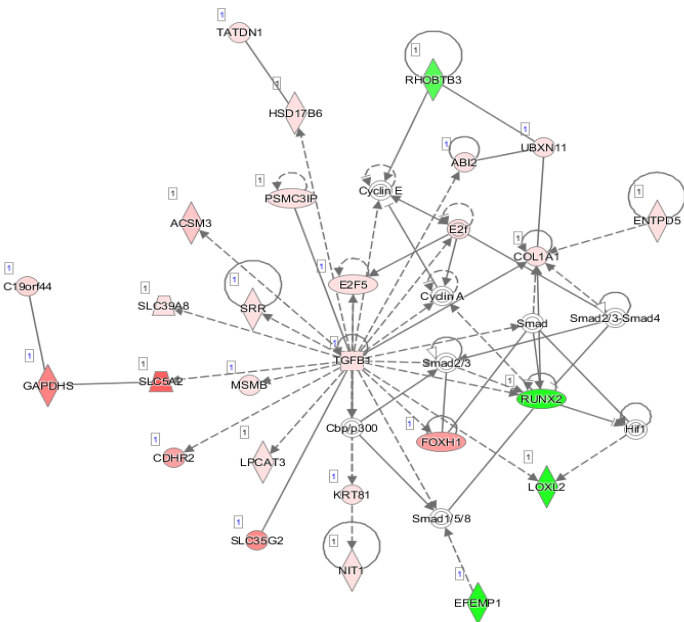 1
TATDN1
1
HSD17B6
1
RHOBTB3
1
ABI2
1
UBXN11
1
PSMC3IP
Cyclin E
1
ACSM3
E2f
1
ENTPD5
1
COL1A1
1
C19orf44
1
SLC39A8
1
SRR
1
E2F5
Cyclin A
Smad
Smad2/3-Smad4
1
TGFB1
Smad2/3
1
GAPDHS
1
SLC5A2
1
MSMB
1
RUNX2
1
CDHR2
1
LPCAT3
Cbp/p300
1
FOXH1
Hif1
1
KRT81
1
LOXL2
1
SLC35G2
Smad1/5/8
1
NIT1
1
EFEMP1